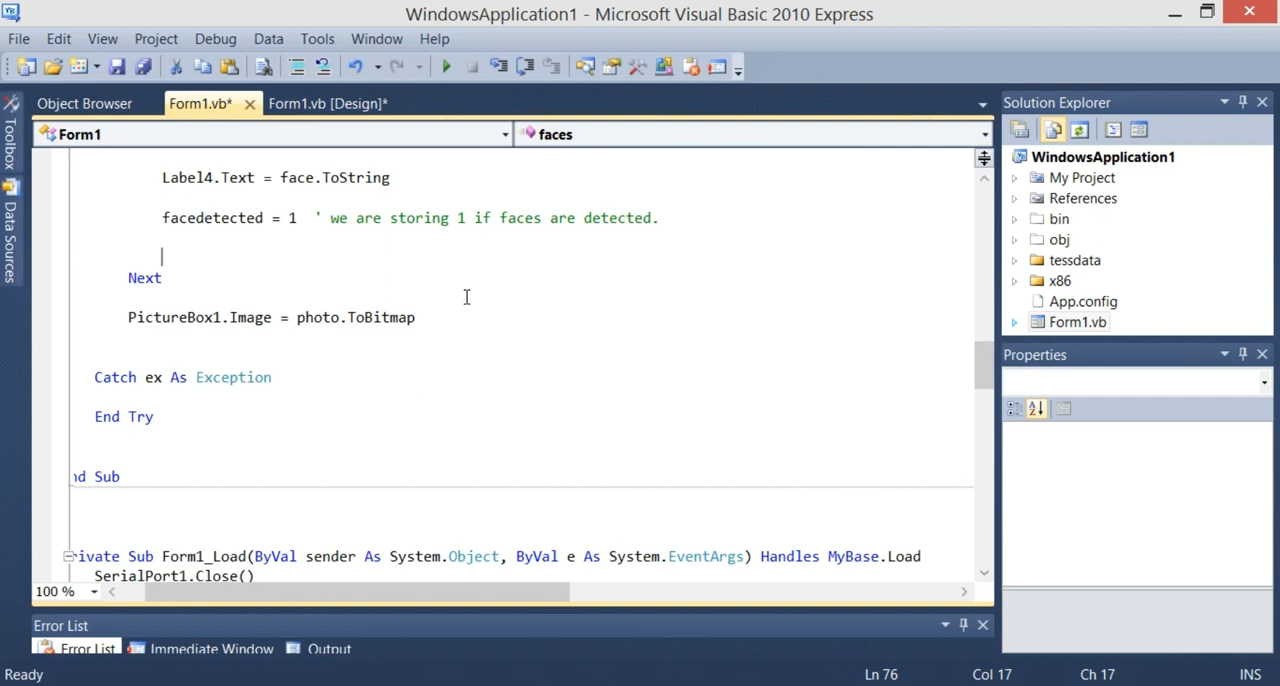 WindowsApplication1 - Microsoft Visual Basic 2010 Express
File Edit View Project Debug Data Tools Window Help
Object Browser Form1.vb* Form1.vb [Design]*
Form1 faces
Toolbox
Data Sources
Label4.Text = face.ToString
facedetected = 1  ' we are storing 1 if faces are detected.
Next
PictureBox1.Image = photo.ToBitmap
Catch ex As Exception
End Try
nd Sub
rivate Sub Form1_Load(ByVal sender As System.Object, ByVal e As System.EventArgs) Handles MyBase.Load
SerialPort1.Close()
100 %
Solution Explorer
WindowsApplication1
My Project
References
bin
obj
tessdata
x86
App.config
Form1.vb
Properties
Error List
Error List Immediate Window Output
Ready Ln 76 Col 17 Ch 17 INS